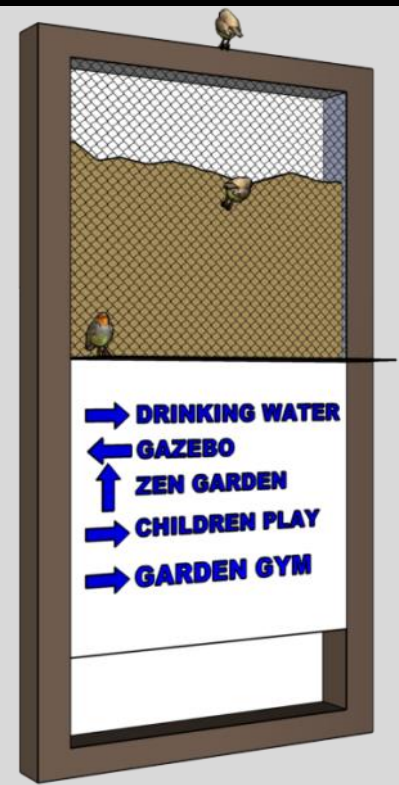 DRINKING WATER
GAZEBO
ZEN GARDEN
CHILDREN PLAY
GARDEN GYM